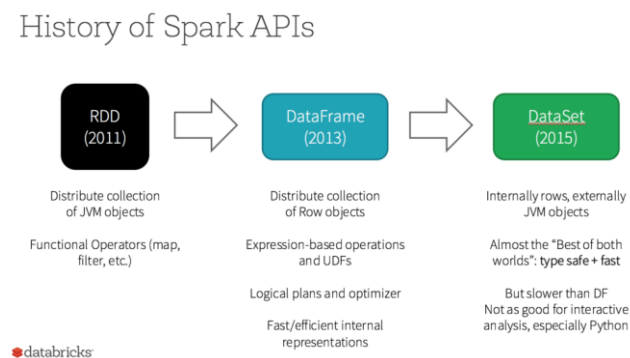 History of Spark APIs
RDD
(2011)
DataFrame
(2013)
DataSet
(2015)
Distribute collection
of JVM objects
Functional Operators (map,
filter, etc.)
Distribute collection
of Row objects
Expression-based operations
and UDFs
Logical plans and optimizer
Fast/efficient internal
representations
Internally rows, externally
JVM objects
Almost the “Best of both
worlds”: type safe + fast
But slower than DF
Not as good for interactive
analysis, especially Python
databricks